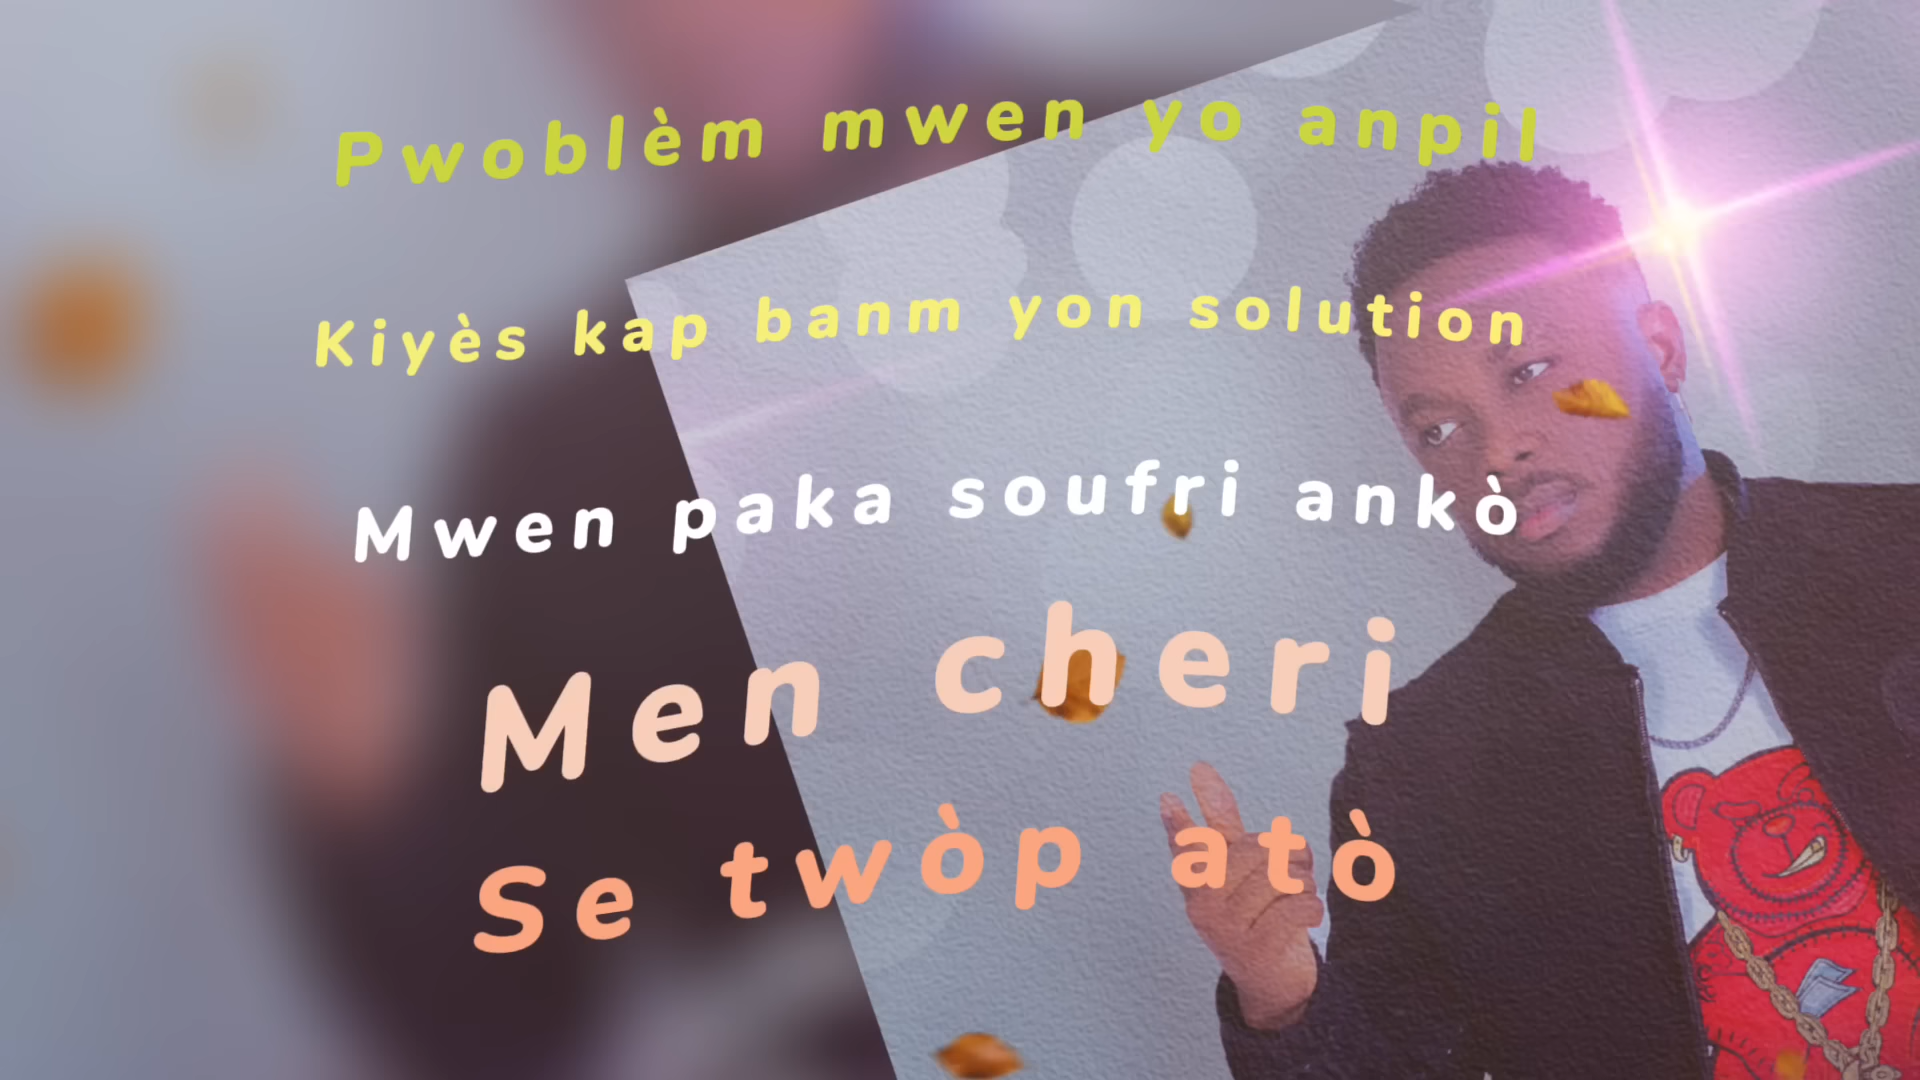 Pwoblèm mwen yo anpil
Kiyès kap banm yon solution
Mwen paka soufri ankò
Men cheri
Se twòp atò